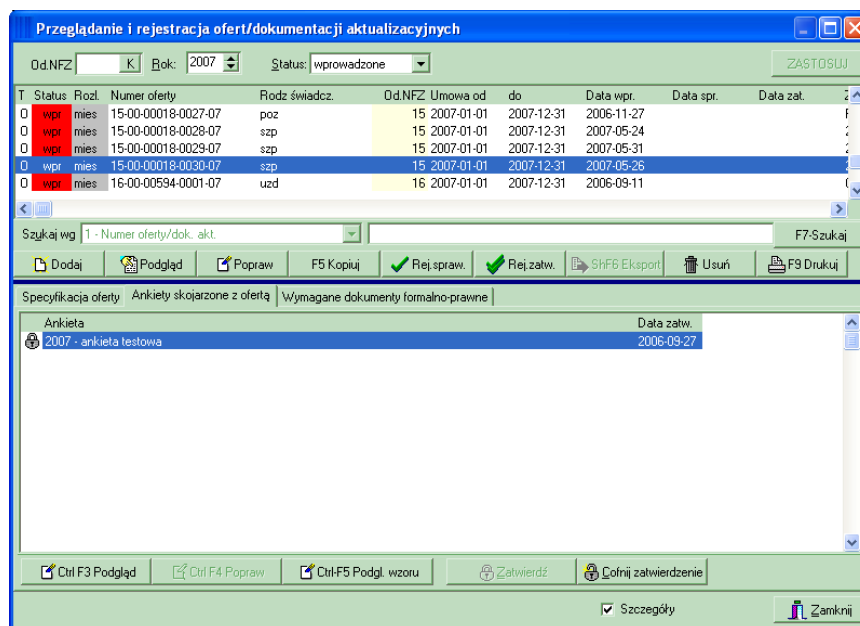 Przeglądanie i rejestracja ofert/dokumentacji aktualizacyjnych
Od.NFZ K Rok: 2007 Status: wprowadzone ZASTOSUJ
T Status Rozl. Numer oferty Rodz świadcz. Od.NFZ Umowa od do Data wpr. Data spr. Data zat.
O wpr mies 15-00-00018-0027-07 poz 15 2007-01-01 2007-12-31 2006-11-27
O wpr mies 15-00-00018-0028-07 szp 15 2007-01-01 2007-12-31 2007-05-24
O wpr mies 15-00-00018-0029-07 szp 15 2007-01-01 2007-12-31 2007-05-31
O wpr mies 15-00-00018-0030-07 szp 15 2007-01-01 2007-12-31 2007-05-26
O wpr mies 16-00-00594-0001-07 uzd 16 2007-01-01 2007-12-31 2006-09-11
Szukaj wg 1 - Numer oferty/dok. akt. F7-Szukaj
Dodaj Podgląd Popraw F5 Kopiuj Rej.spraw. Rej.zatw. ShF6 Eksport Usuń F9 Drukuj
Specyfikacja oferty Ankiety skojarzone z ofertą Wymagane dokumenty formalno-prawne
Ankieta Data zatw.
2007 - ankieta testowa 2006-09-27
Ctrl F3 Podgląd Ctrl F4 Popraw Ctrl-F5 Podgl. wzoru Zatwierdź Cofnij zatwierdzenie
Szczegóły Zamknij